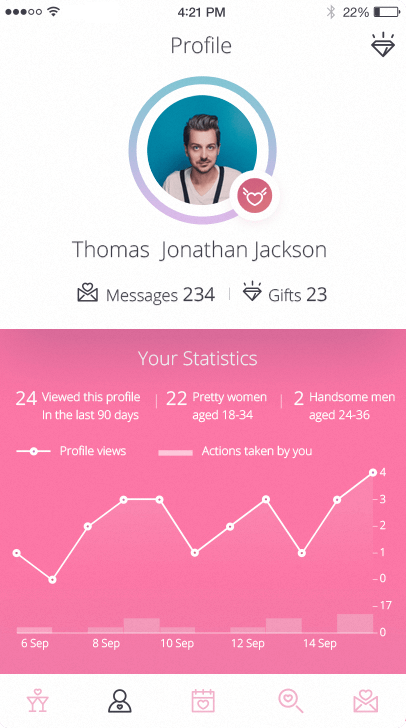 4:21 PM
22%
Profile
Thomas Jonathan Jackson
Messages 234
Gifts 23
Your Statistics
24 Viewed this profile
in the last 90 days
22 Pretty women
aged 18-34
2 Handsome men
aged 24-36
Profile views
Actions taken by you
4
3
2
1
0
17
0
6 Sep
8 Sep
10 Sep
12 Sep
14 Sep